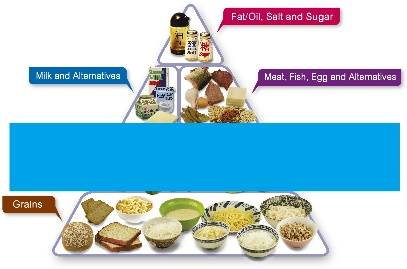 Fat/Oil, Salt and Sugar
Milk and Alternatives
Meat, Fish, Egg and Alternatives
Grains